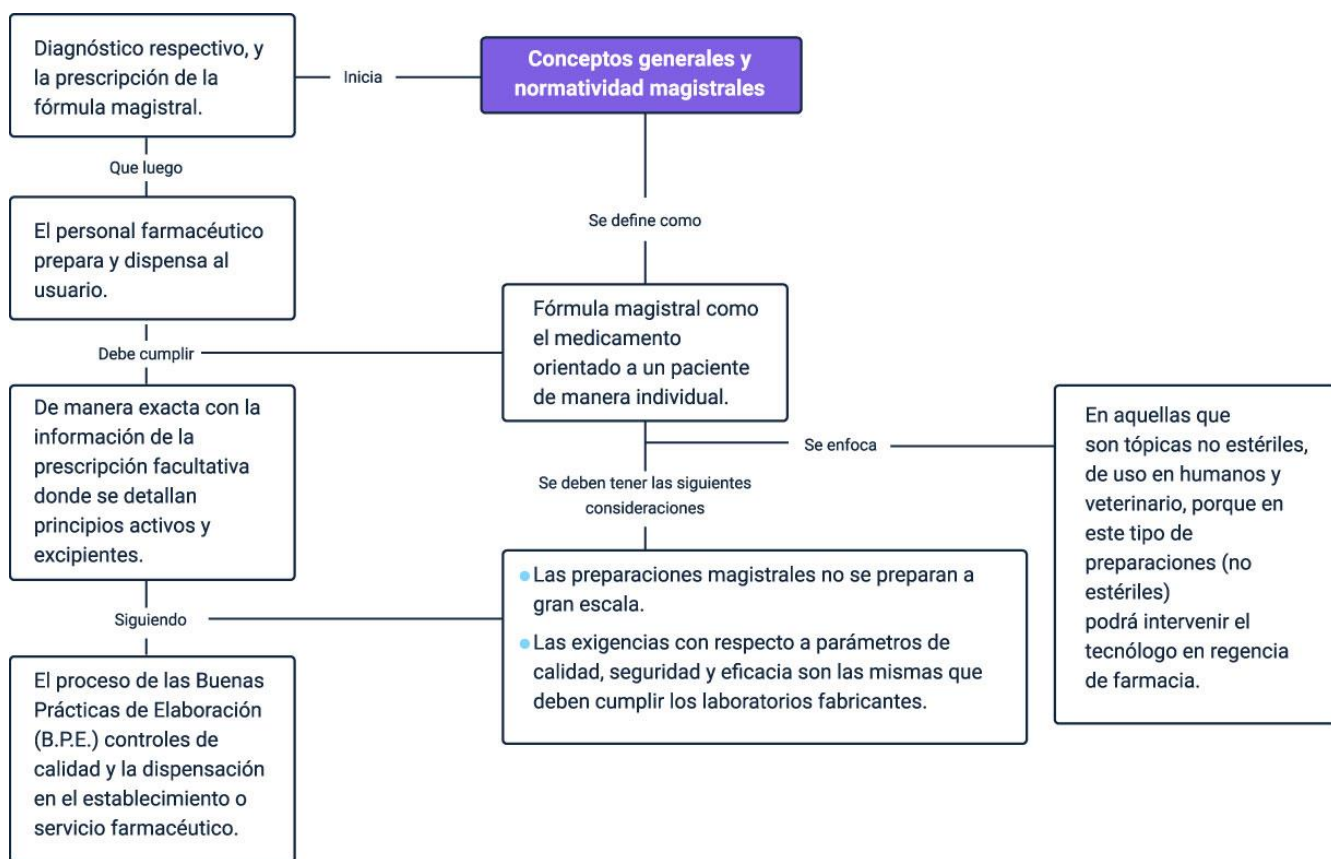 Conceptos generales y
normatividad magistrales
Inicia
Diagnóstico respectivo, y
la prescripción de la
fórmula magistral.
Que luego
El personal farmacéutico
prepara y dispensa al
usuario.
Debe cumplir
De manera exacta con la
información de la
prescripción facultativa
donde se detallan
principios activos y
excipientes.
Siguiendo
El proceso de las Buenas
Prácticas de Elaboración
(B.P.E.) controles de
calidad y la dispensación
en el establecimiento o
servicio farmacéutico.
Se define como
Fórmula magistral como
el medicamento
orientado a un paciente
de manera individual.
Se enfoca
En aquellas que
son tópicas no estériles,
de uso en humanos y
veterinario, porque en
este tipo de
preparaciones (no
estériles)
podrá intervenir el
tecnólogo en regencia
de farmacia.
Se deben tener las siguientes
consideraciones
Las preparaciones magistrales no se preparan a
gran escala.
Las exigencias con respecto a parámetros de
calidad, seguridad y eficacia son las mismas que
deben cumplir los laboratorios fabricantes.